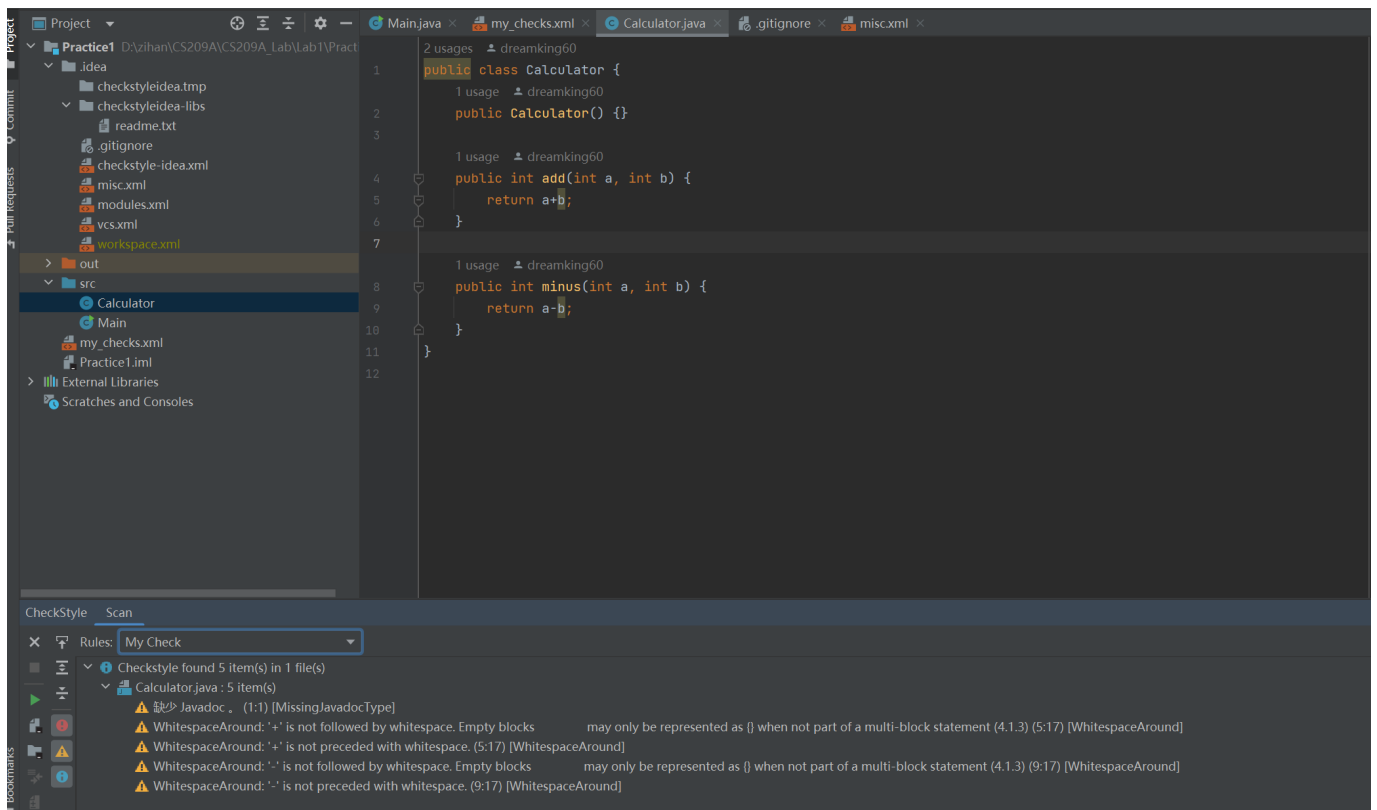 Project
Main.java
my_checks.xml
Calculator.java
.gitignore
misc.xml
Project
Commit
Pull Requests
Bookmarks
Practice1 D:\zihan\CS209A\CS209A_Lab\Lab1\Pract
.idea
checkstyleidea.tmp
checkstyleidea-libs
readme.txt
.gitignore
checkstyle-idea.xml
misc.xml
modules.xml
vcs.xml
workspace.xml
out
src
Calculator
Main
my_checks.xml
Practice1.iml
External Libraries
Scratches and Consoles
2 usages dreamking60
1 public class Calculator {
1 usage dreamking60
2 public Calculator() {}
3
1 usage dreamking60
4 public int add(int a, int b) {
5 return a+b;
6 }
7
1 usage dreamking60
8 public int minus(int a, int b) {
9 return a-b;
10 }
11 }
12
CheckStyle Scan
Rules: My Check
Checkstyle found 5 item(s) in 1 file(s)
Calculator.java : 5 item(s)
缺少 Javadoc 。 (1:1) [MissingJavadocType]
WhitespaceAround: '+' is not followed by whitespace. Empty blocks may only be represented as {} when not part of a multi-block statement (4.1.3) (5:17) [WhitespaceAround]
WhitespaceAround: '+' is not preceded with whitespace. (5:17) [WhitespaceAround]
WhitespaceAround: '-' is not followed by whitespace. Empty blocks may only be represented as {} when not part of a multi-block statement (4.1.3) (9:17) [WhitespaceAround]
WhitespaceAround: '-' is not preceded with whitespace. (9:17) [WhitespaceAround]